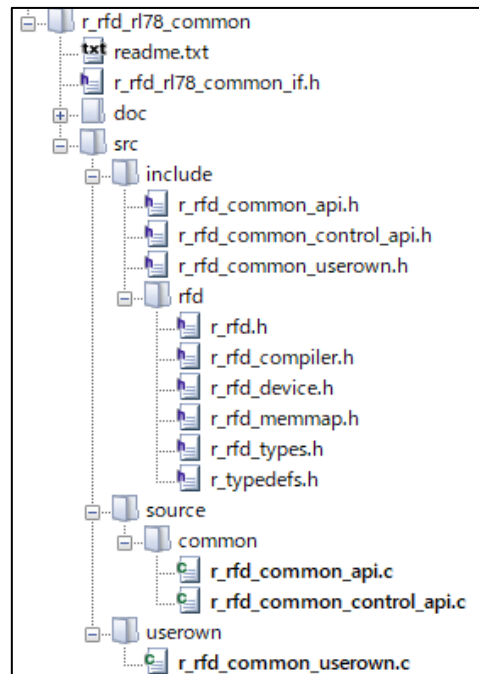 r_rfd_rl78_common
txt readme.txt
h r_rfd_rl78_common_if.h
doc
src
include
h r_rfd_common_api.h
h r_rfd_common_control_api.h
h r_rfd_common_userown.h
rfd
h r_rfd.h
h r_rfd_compiler.h
h r_rfd_device.h
h r_rfd_memmap.h
h r_rfd_types.h
h r_typedefs.h
source
common
c r_rfd_common_api.c
c r_rfd_common_control_api.c
userown
c r_rfd_common_userown.c